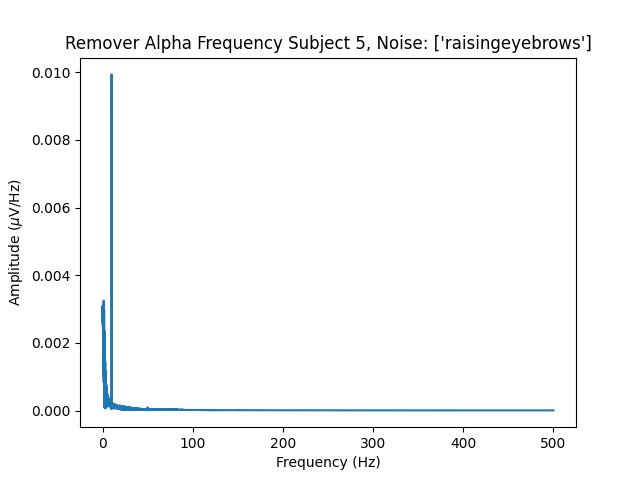 Remover Alpha Frequency Subject 5, Noise: ['raisingeyebrows']
0.010
0.008
0.006
0.004
0.002
0.000
Amplitude (μV/Hz)
0 100 200 300 400 500
Frequency (Hz)